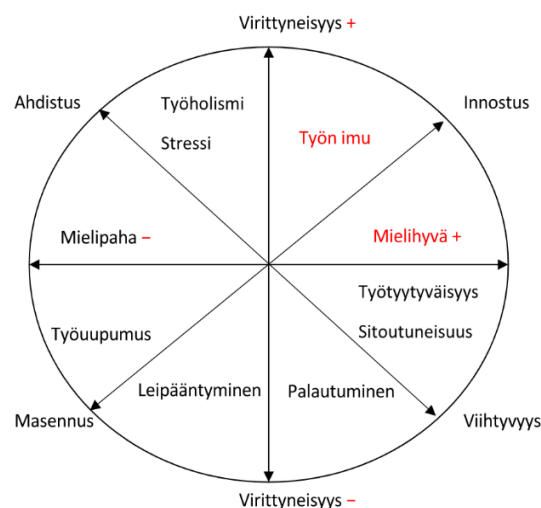 Virittyneisyys +
Ahdistus
Työholismi
Innostus
Stressi
Työn imu
Mielipaha −
Mielihyvä +
Työtyytyväisyys
Työuupumus
Sitoutuneisuus
Leipääntyminen
Palautuminen
Masennus
Viihtyvyys
Virittyneisyys −